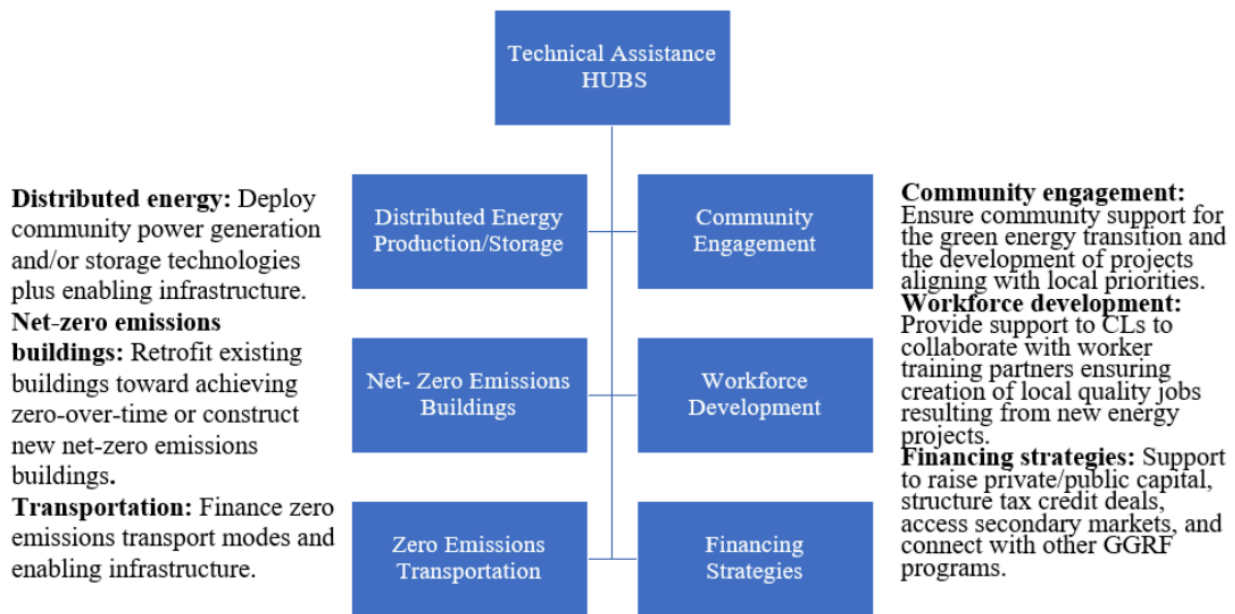 Technical Assistance
HUBS
Distributed energy: Deploy
community power generation
and/or storage technologies
plus enabling infrastructure.
Net-zero emissions
buildings: Retrofit existing
buildings toward achieving
zero-over-time or construct
new net-zero emissions
buildings.
Transportation: Finance zero
emissions transport modes and
enabling infrastructure.
Distributed Energy
Production/Storage
Community
Engagement
Net- Zero Emissions
Buildings
Workforce
Development
Zero Emissions
Transportation
Financing
Strategies
Community engagement:
Ensure community support for
the green energy transition and
the development of projects
aligning with local priorities.
Workforce development:
Provide support to CLs to
collaborate with worker
training partners ensuring
creation of local quality jobs
resulting from new energy
projects.
Financing strategies: Support
to raise private/public capital,
structure tax credit deals,
access secondary markets, and
connect with other GGRF
programs.